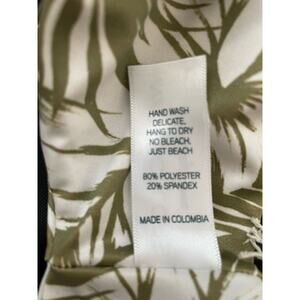 HAND WASH
DELICATE,
HANG TO DRY
NO BLEACH,
JUST BEACH
80% POLYESTER
20% SPANDEX
MADE IN COLOMBIA